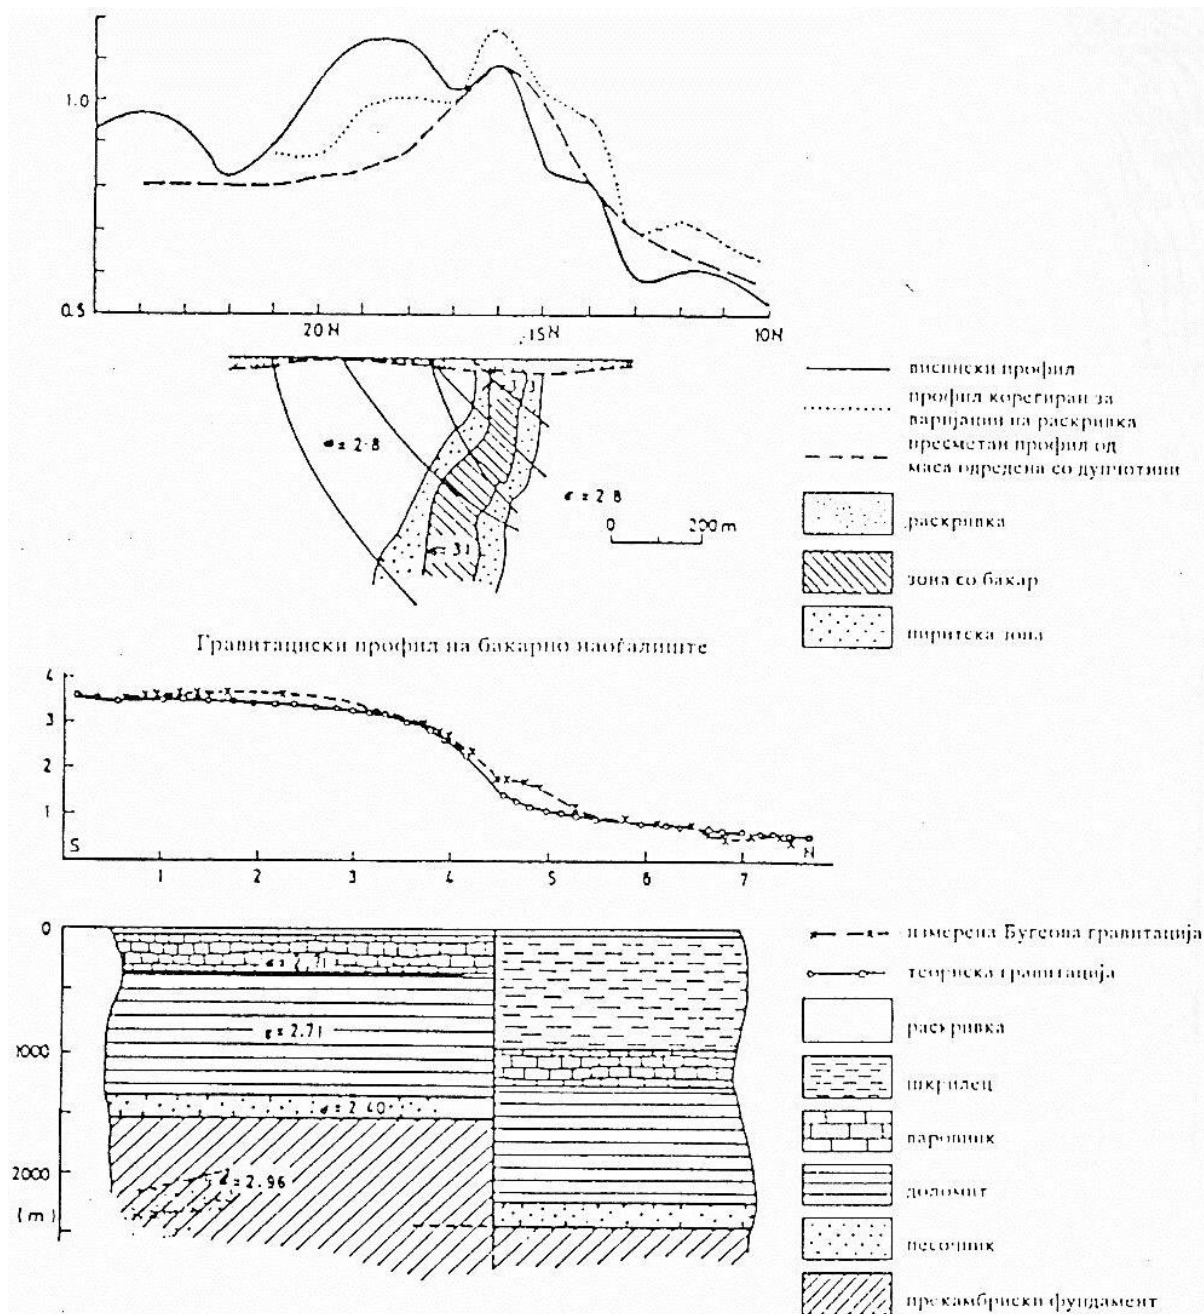 1.0
0.5
20N 15N 10N
σ = 2.8
σ = 2.8
0 200 m
σ = 3.1
висински профил
профил корегиран за
варијации на раскривка
пресметан профил од
маса одредена со дупчотини
раскривка
зона со бакар
пиритска зона
Гравитациски профил на бакарно наоѓалиште
4
3
2
1
S N
1 2 3 4 5 6 7
0
1000
2000
(m)
σ = 2.71
σ = 2.71
σ = 2.40
σ = 2.96
измерена Бугеова гравитација
теориска гравитација
раскривка
шкрилец
варовник
доломит
песочник
прекамбриски фундамент